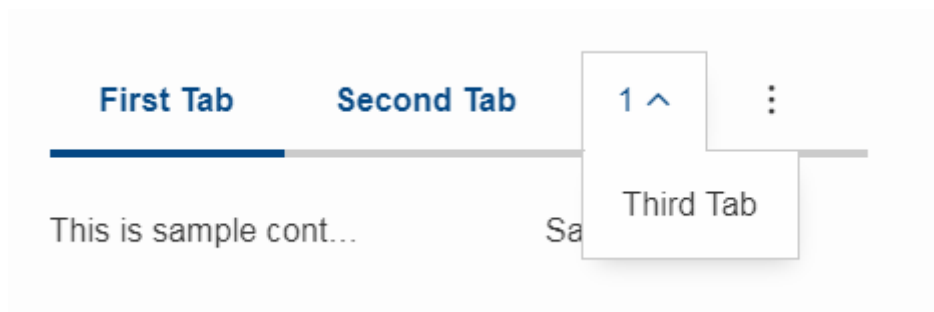 First Tab Second Tab 1
Third Tab
This is sample cont... Sa